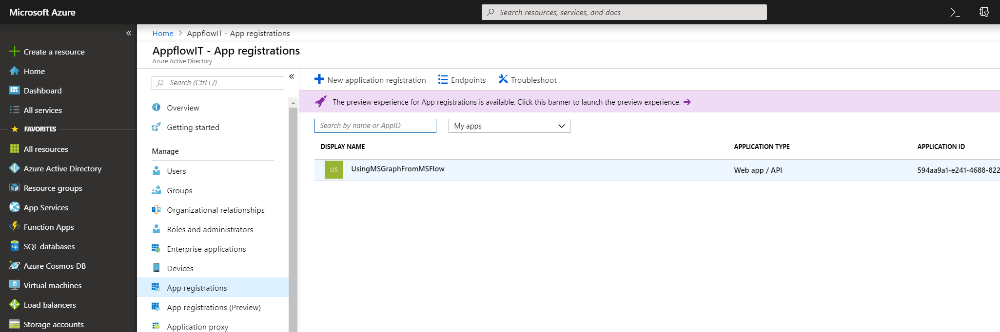 Microsoft Azure
Search resources, services, and docs
Create a resource
Home
Dashboard
All services
FAVORITES
All resources
Azure Active Directory
Resource groups
App Services
Function Apps
SQL
SQL databases
Azure Cosmos DB
Virtual machines
Load balancers
Storage accounts
Home > AppflowIT - App registrations
AppflowIT - App registrations
Azure Active Directory
Search (Ctrl+/)
Overview
Getting started
Manage
Users
Groups
Organizational relationships
Roles and administrators
Enterprise applications
Devices
App registrations
App registrations (Preview)
Application proxy
New application registration Endpoints Troubleshoot
The preview experience for App registrations is available. Click this banner to launch the preview experience. →
Search by name or AppID My apps
DISPLAY NAME APPLICATION TYPE APPLICATION ID
US UsingMSGraphFromMSFlow Web app / API 594aa9a1-e241-4688-822